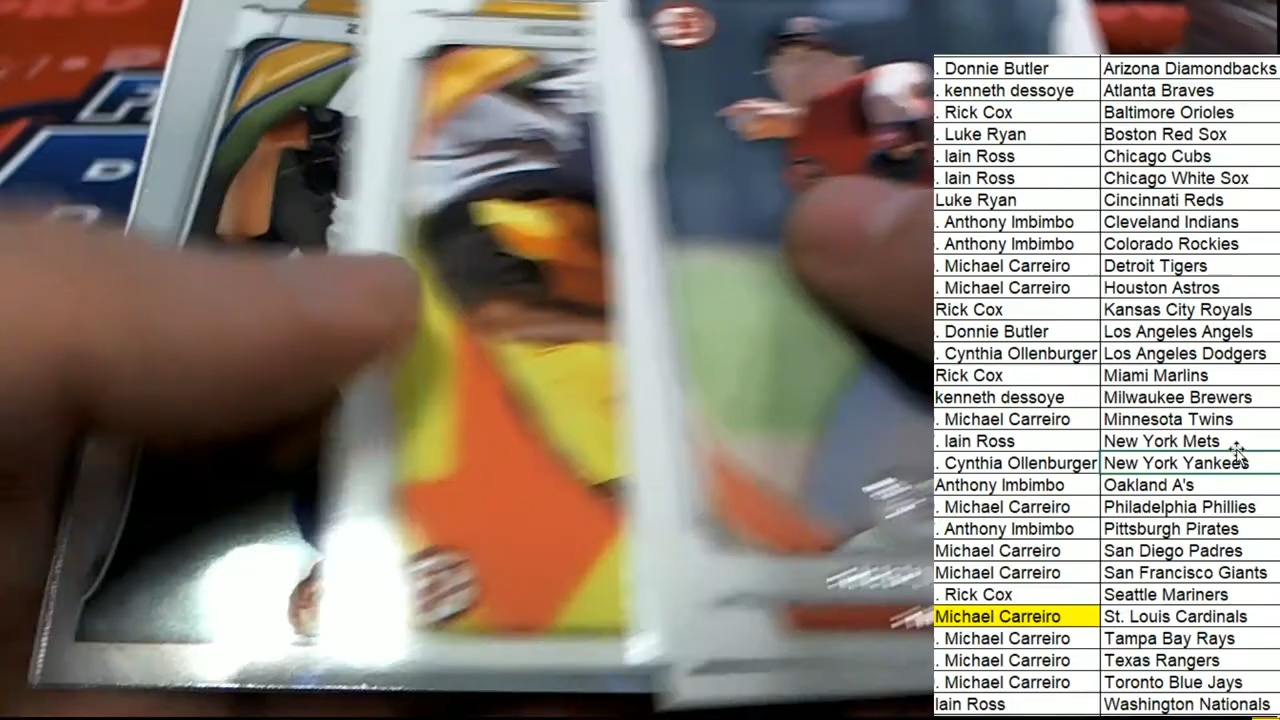 . Donnie Butler Arizona Diamondbacks
. kenneth dessoye Atlanta Braves
. Rick Cox Baltimore Orioles
. Luke Ryan Boston Red Sox
. Iain Ross Chicago Cubs
. Iain Ross Chicago White Sox
Luke Ryan Cincinnati Reds
. Anthony Imbimbo Cleveland Indians
. Anthony Imbimbo Colorado Rockies
. Michael Carreiro Detroit Tigers
. Michael Carreiro Houston Astros
Rick Cox Kansas City Royals
. Donnie Butler Los Angeles Angels
. Cynthia Ollenburger Los Angeles Dodgers
Rick Cox Miami Marlins
kenneth dessoye Milwaukee Brewers
. Michael Carreiro Minnesota Twins
. Iain Ross New York Mets
. Cynthia Ollenburger New York Yankees
Anthony Imbimbo Oakland A's
. Michael Carreiro Philadelphia Phillies
. Anthony Imbimbo Pittsburgh Pirates
Michael Carreiro San Diego Padres
Michael Carreiro San Francisco Giants
. Rick Cox Seattle Mariners
Michael Carreiro St. Louis Cardinals
. Michael Carreiro Tampa Bay Rays
. Michael Carreiro Texas Rangers
. Michael Carreiro Toronto Blue Jays
Iain Ross Washington Nationals